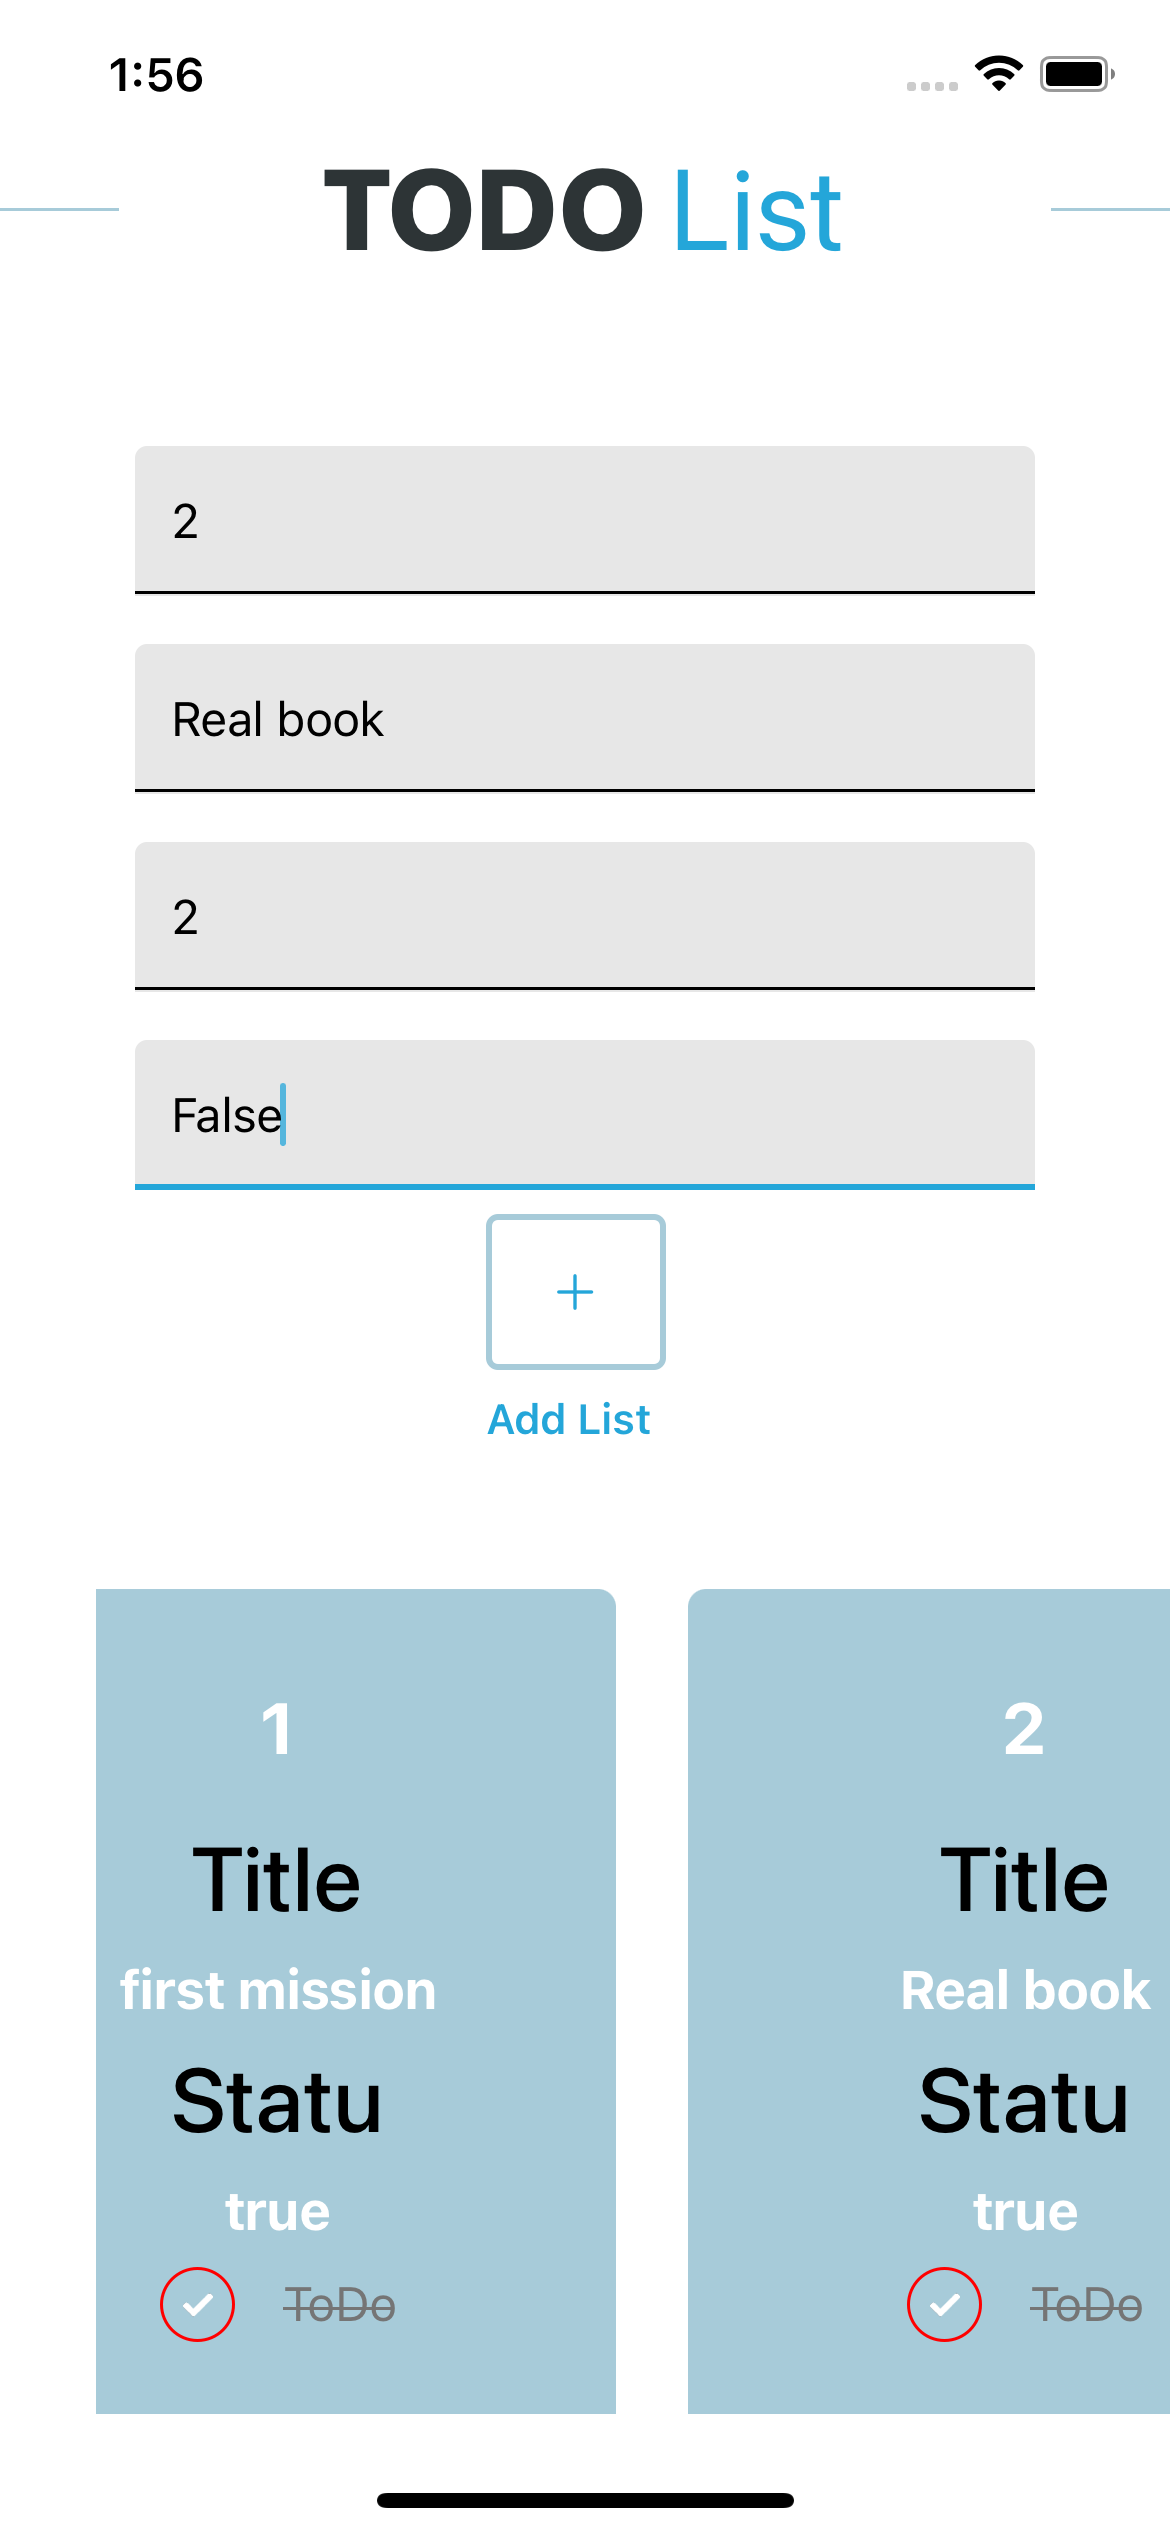 1:56
TODO List
2
Real book
2
False
Add List
1
2
Title
Title
first mission
Real book
Statu
Statu
true
true
ToDo
ToDo